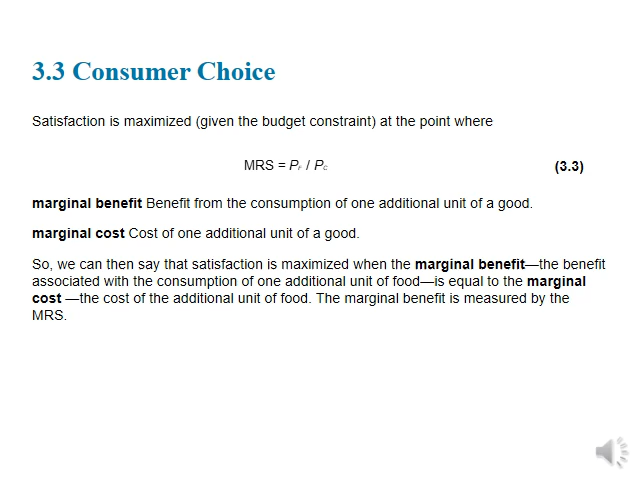 3.3 Consumer Choice
Satisfaction is maximized (given the budget constraint) at the point where
MRS = PF / PC (3.3)
marginal benefit Benefit from the consumption of one additional unit of a good.
marginal cost Cost of one additional unit of a good.
So, we can then say that satisfaction is maximized when the marginal benefit—the benefit
associated with the consumption of one additional unit of food—is equal to the marginal
cost —the cost of the additional unit of food. The marginal benefit is measured by the
MRS.